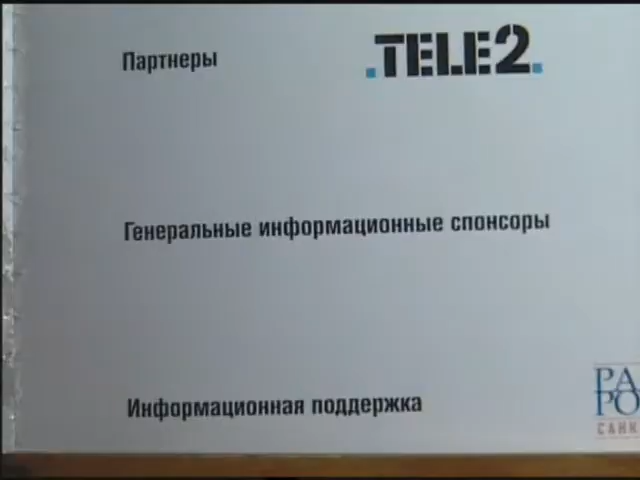 Партнеры
.TELE2.
Генеральные информационные спонсоры
Информационная поддержка